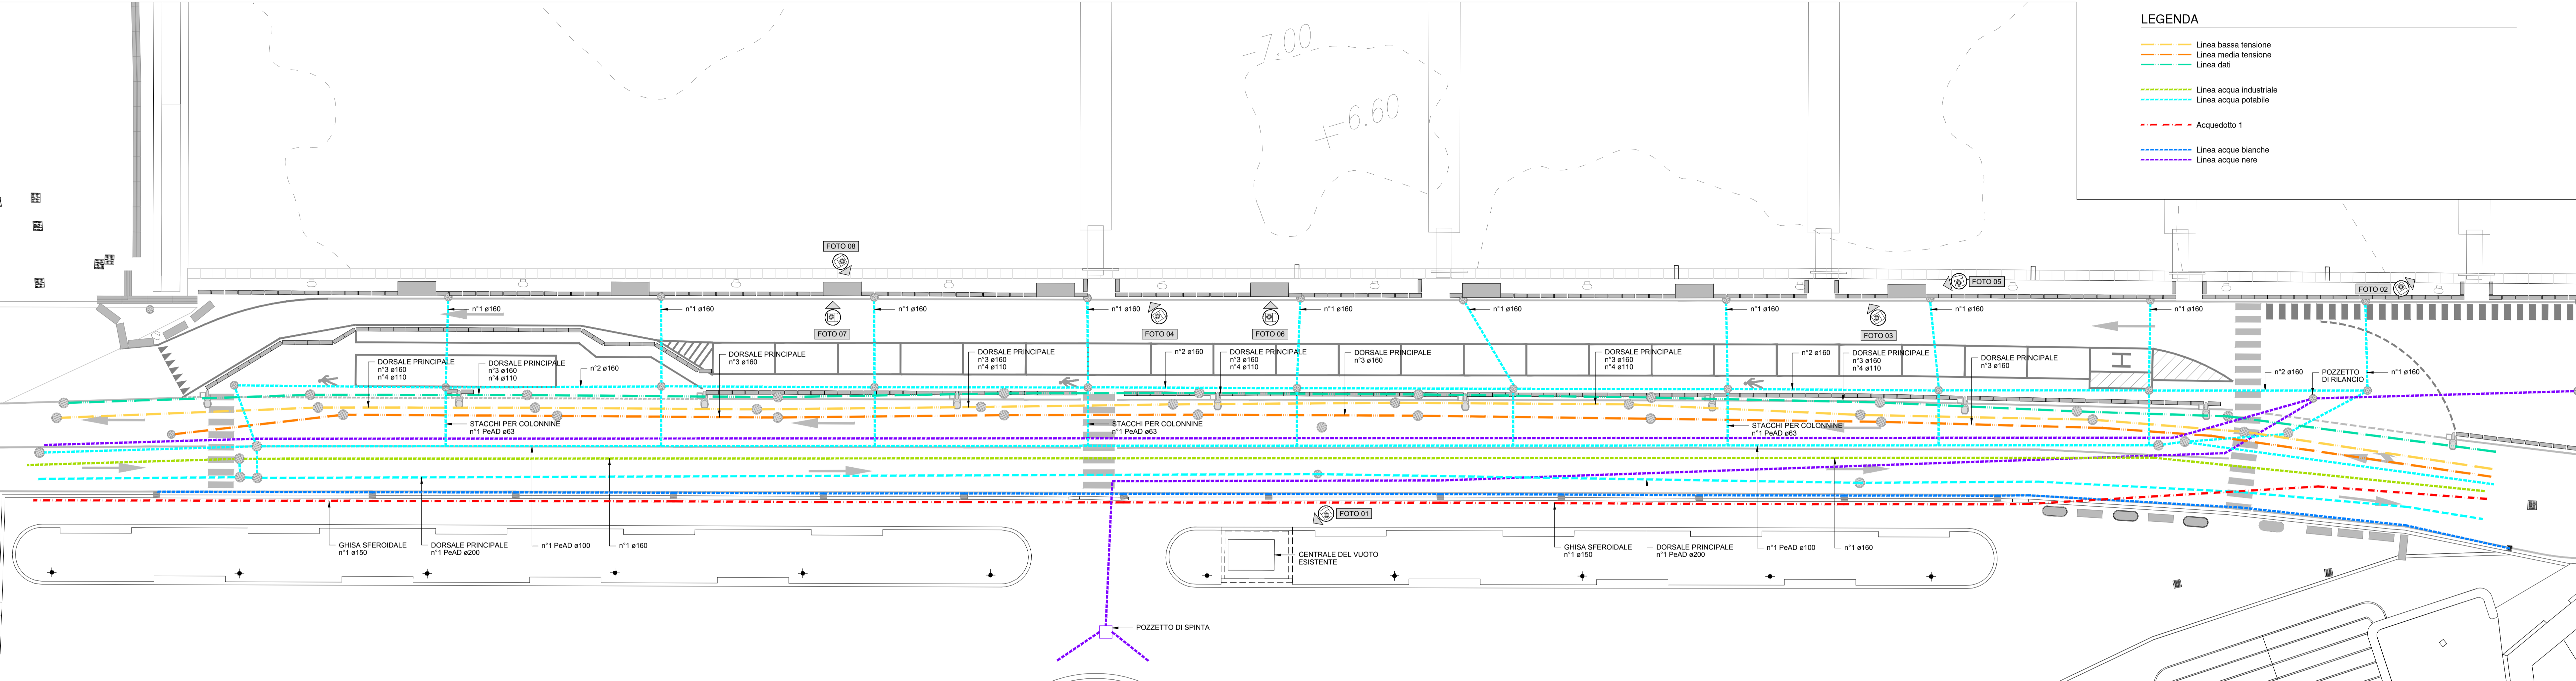 LEGENDA
Linea bassa tensione
Linea media tensione
Linea dati
Linea acqua industriale
Linea acqua potabile
Acquedotto 1
Linea acque bianche
Linea acque nere
-7.00
+6.60
FOTO 08
FOTO 05
FOTO 02
n°1 ø160
n°1 ø160
n°1 ø160
n°1 ø160
n°1 ø160
n°1 ø160
n°1 ø160
n°1 ø160
n°1 ø160
FOTO 07
FOTO 04
FOTO 06
FOTO 03
DORSALE PRINCIPALE
n°3 ø160
n°4 ø110
DORSALE PRINCIPALE
n°3 ø160
n°4 ø110
n°2 ø160
DORSALE PRINCIPALE
n°3 ø160
DORSALE PRINCIPALE
n°3 ø160
n°4 ø110
n°2 ø160
DORSALE PRINCIPALE
n°3 ø160
n°4 ø110
DORSALE PRINCIPALE
n°3 ø160
DORSALE PRINCIPALE
n°3 ø160
n°4 ø110
n°2 ø160
DORSALE PRINCIPALE
n°3 ø160
n°4 ø110
DORSALE PRINCIPALE
n°3 ø160
H
n°2 ø160
POZZETTO
DI RILANCIO
n°1 ø160
STACCHI PER COLONNINE
n°1 PeAD ø63
STACCHI PER COLONNINE
n°1 PeAD ø63
STACCHI PER COLONNINE
n°1 PeAD ø63
FOTO 01
GHISA SFEROIDALE
n°1 ø150
DORSALE PRINCIPALE
n°1 PeAD ø200
n°1 PeAD ø100
n°1 ø160
CENTRALE DEL VUOTO
ESISTENTE
GHISA SFEROIDALE
n°1 ø150
DORSALE PRINCIPALE
n°1 PeAD ø200
n°1 PeAD ø100
n°1 ø160
POZZETTO DI SPINTA